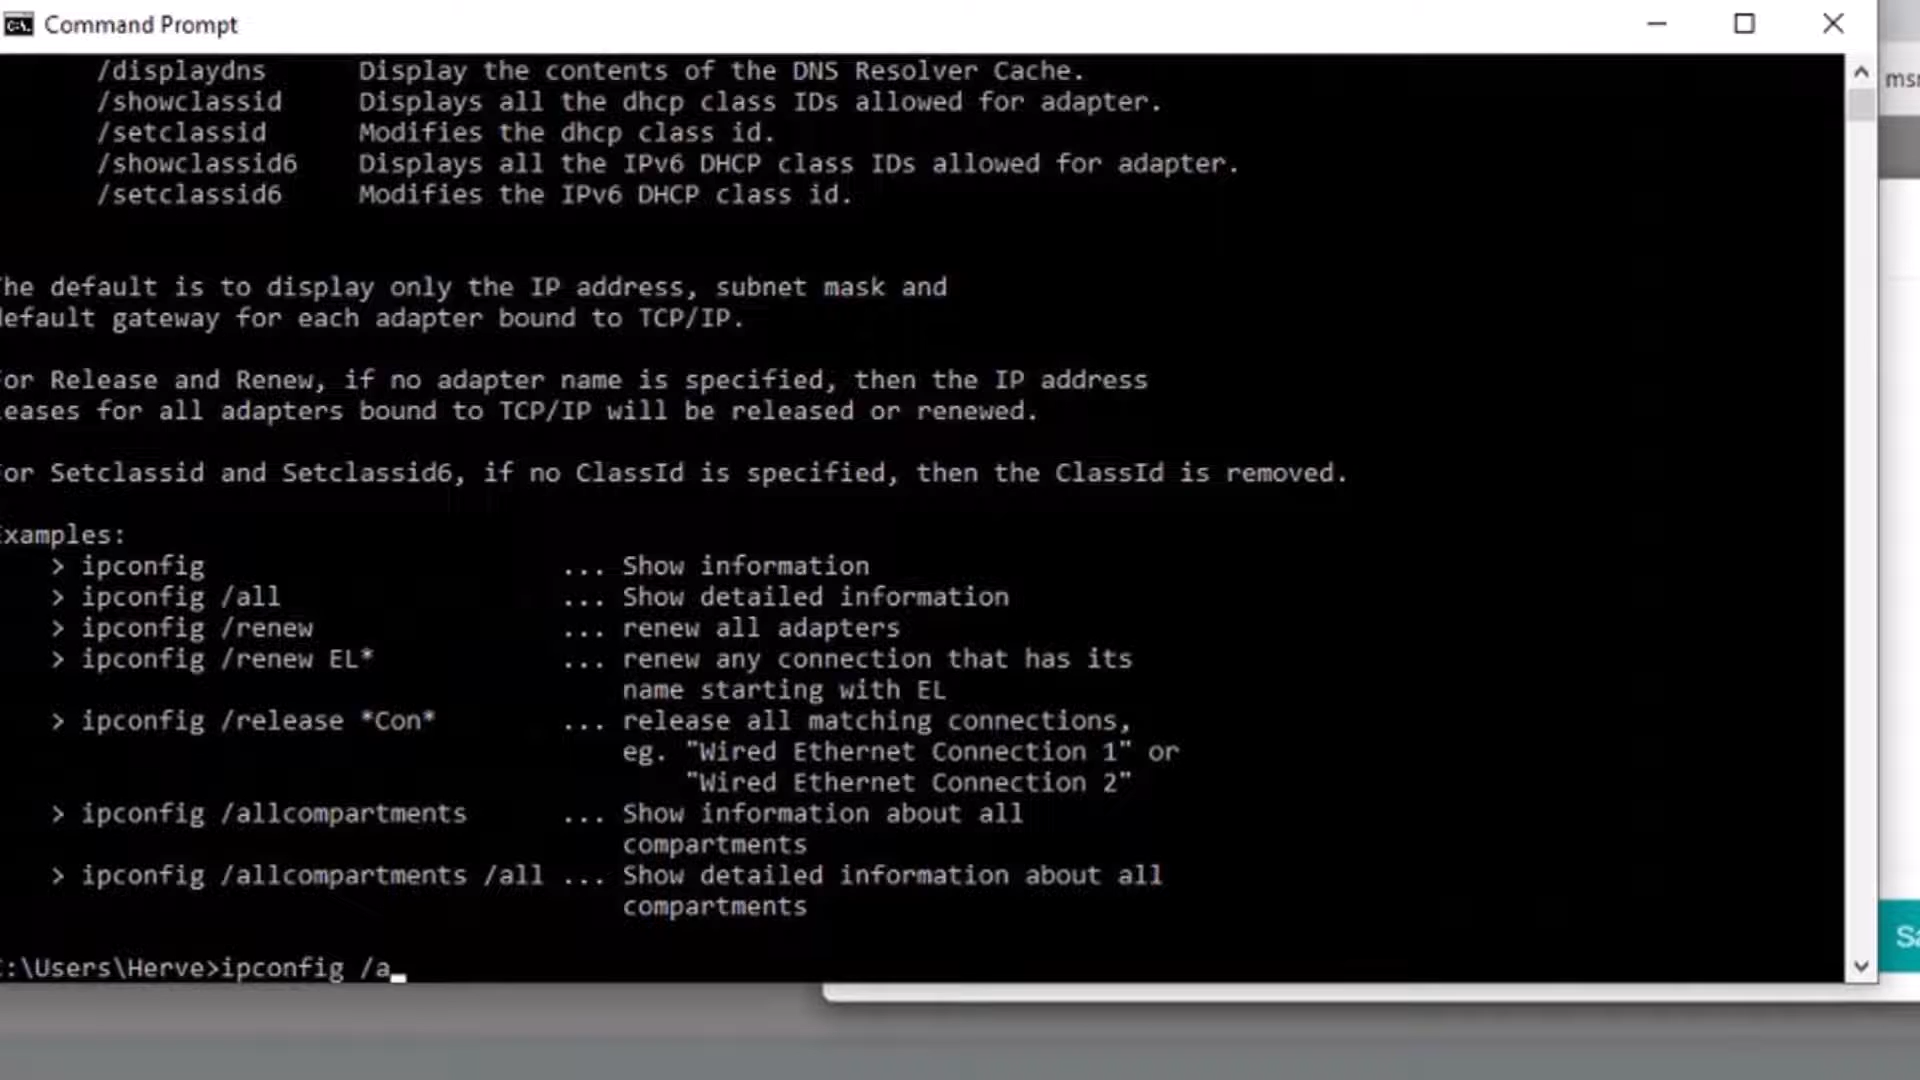 Command Prompt
/displaydns Display the contents of the DNS Resolver Cache.
/showclassid Displays all the dhcp class IDs allowed for adapter.
/setclassid Modifies the dhcp class id.
/showclassid6 Displays all the IPv6 DHCP class IDs allowed for adapter.
/setclassid6 Modifies the IPv6 DHCP class id.
he default is to display only the IP address, subnet mask and
efault gateway for each adapter bound to TCP/IP.
or Release and Renew, if no adapter name is specified, then the IP address
eases for all adapters bound to TCP/IP will be released or renewed.
or Setclassid and Setclassid6, if no ClassId is specified, then the ClassId is removed.
Examples:
> ipconfig ... Show information
> ipconfig /all ... Show detailed information
> ipconfig /renew ... renew all adapters
> ipconfig /renew EL* ... renew any connection that has its
name starting with EL
> ipconfig /release *Con* ... release all matching connections,
eg. "Wired Ethernet Connection 1" or
"Wired Ethernet Connection 2"
> ipconfig /allcompartments ... Show information about all
compartments
> ipconfig /allcompartments /all ... Show detailed information about all
compartments
C:\Users\Herve>ipconfig /a
Sa